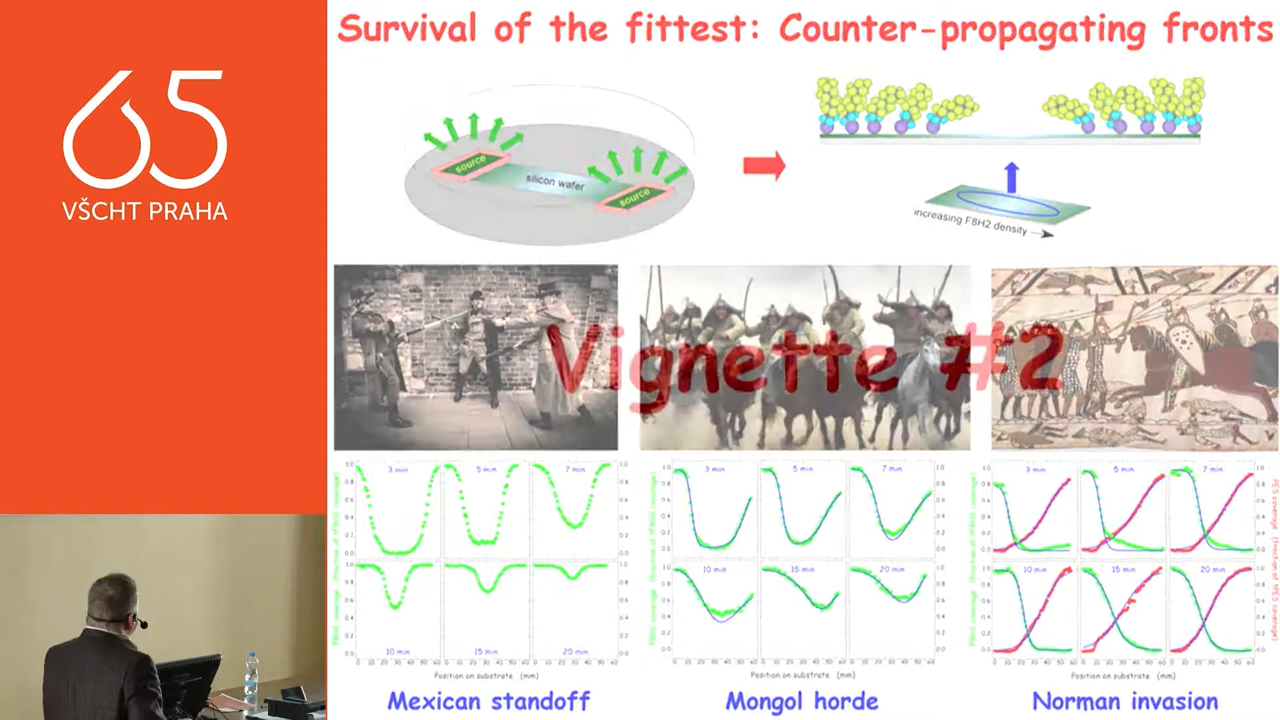 65
VŠCHT PRAHA
Survival of the fittest: Counter-propagating fronts
source
silicon wafer
source
increasing F8H2 density
Vignette #2
3 min
5 min
7 min
10 min
15 min
20 min
Position on substrate (mm)
Mexican standoff
3 min
5 min
7 min
10 min
15 min
20 min
Position on substrate (mm)
Mongol horde
3 min
5 min
7 min
10 min
15 min
20 min
Position on substrate (mm)
Norman invasion